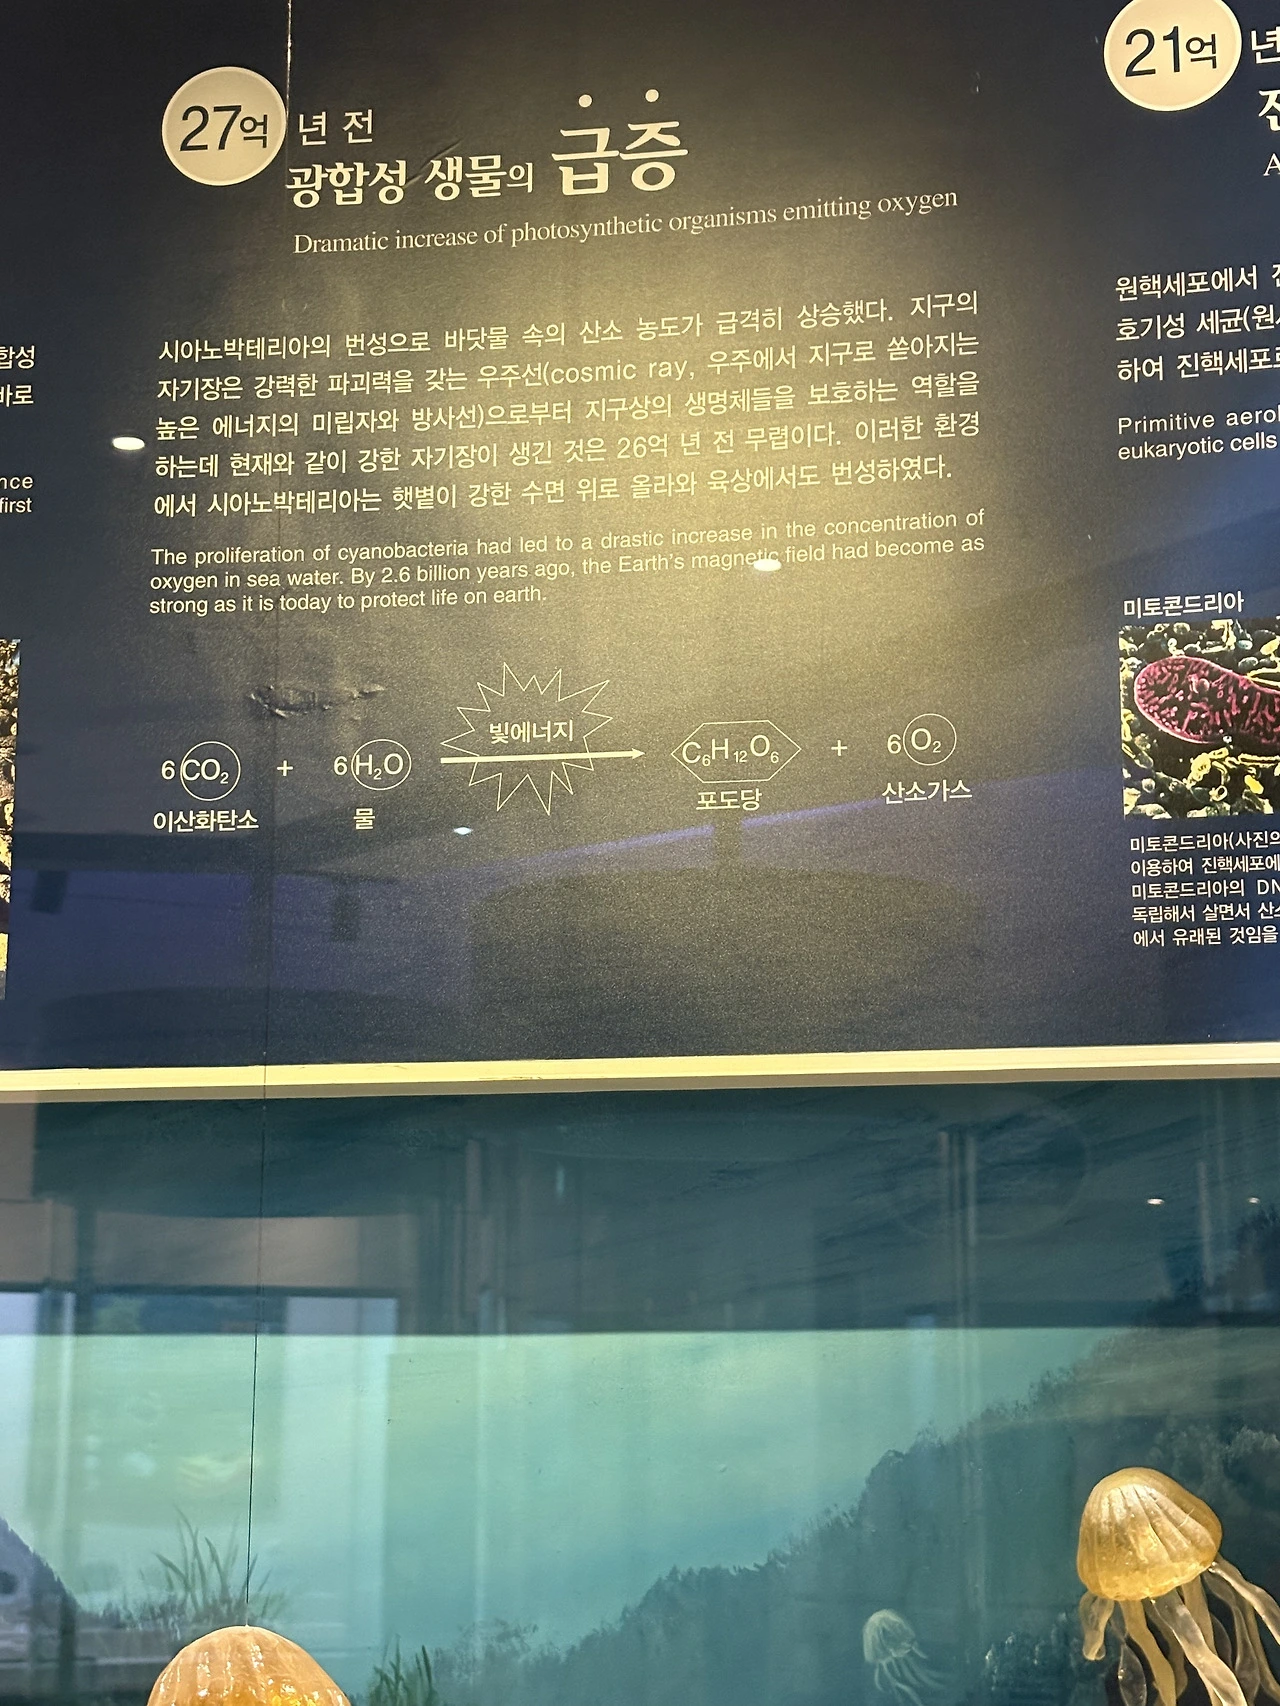 합성
바로
nce
first
27억 년 전
광합성 생물의 급증
Dramatic increase of photosynthetic organisms emitting oxygen
시아노박테리아의 번성으로 바닷물 속의 산소 농도가 급격히 상승했다. 지구의
자기장은 강력한 파괴력을 갖는 우주선(cosmic ray, 우주에서 지구로 쏟아지는
높은 에너지의 미립자와 방사선)으로부터 지구상의 생명체들을 보호하는 역할을
하는데 현재와 같이 강한 자기장이 생긴 것은 26억 년 전 무렵이다. 이러한 환경
에서 시아노박테리아는 햇볕이 강한 수면 위로 올라와 육상에서도 번성하였다.
The proliferation of cyanobacteria had led to a drastic increase in the concentration of
oxygen in sea water. By 2.6 billion years ago, the Earth's magnetic field had become as
strong as it is today to protect life on earth.
빛에너지
6 CO₂ + 6 H₂O C₆H₁₂O₆ + 6 O₂
이산화탄소 물 포도당 산소가스
21억 년
A
원핵세포에서
호기성 세균(원
하여 진핵세포로
Primitive aerob
eukaryotic cells
미토콘드리아
미토콘드리아(사진의
이용하여 진핵세포에
미토콘드리아의 DN
독립해서 살면서 산소
에서 유래된 것임을